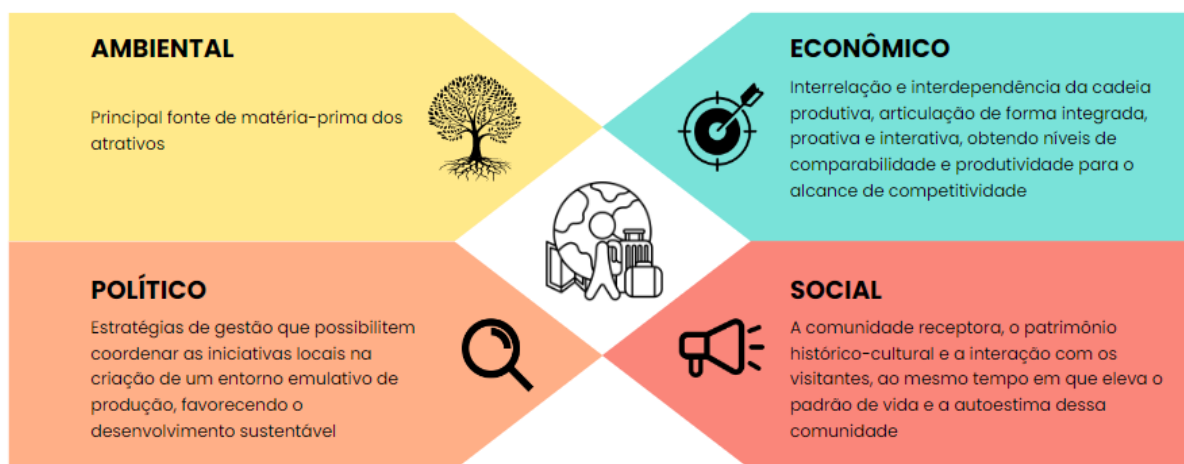 AMBIENTAL
Principal fonte de matéria-prima dos
atrativos
ECONÔMICO
Interrelação e interdependência da cadeia
produtiva, articulação de forma integrada,
proativa e interativa, obtendo níveis de
comparabilidade e produtividade para o
alcance de competitividade
POLÍTICO
Estratégias de gestão que possibilitem
coordenar as iniciativas locais na
criação de um entorno emulativo de
produção, favorecendo o
desenvolvimento sustentável
SOCIAL
A comunidade receptora, o patrimônio
histórico-cultural e a interação com os
visitantes, ao mesmo tempo em que eleva o
padrão de vida e a autoestima dessa
comunidade